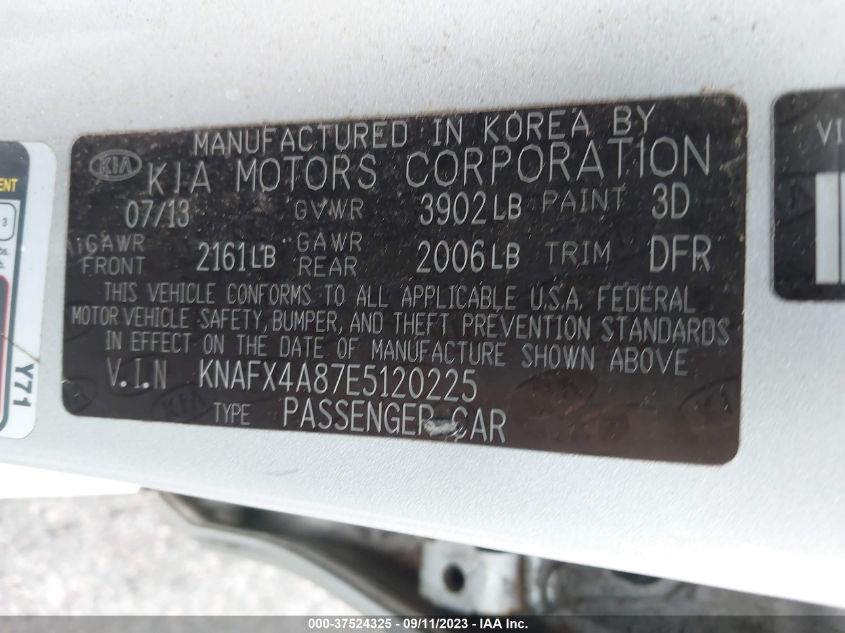 MANUFACTURED IN KOREA BY
KIA
KIA MOTORS CORPORATION
07/13 GVWR 3902LB PAINT 3D
GAWR FRONT 2161LB GAWR REAR 2006LB TRIM DFR
THIS VEHICLE CONFORMS TO ALL APPLICABLE U.S.A. FEDERAL
MOTOR VEHICLE SAFETY, BUMPER, AND THEFT PREVENTION STANDARDS
IN EFFECT ON THE DATE OF MANUFACTURE SHOWN ABOVE
V.I.N KNAFX4A87E5120225
TYPE PASSENGER CAR
Y71
3
VI
000-37524325 - 09/11/2023 - IAA Inc.